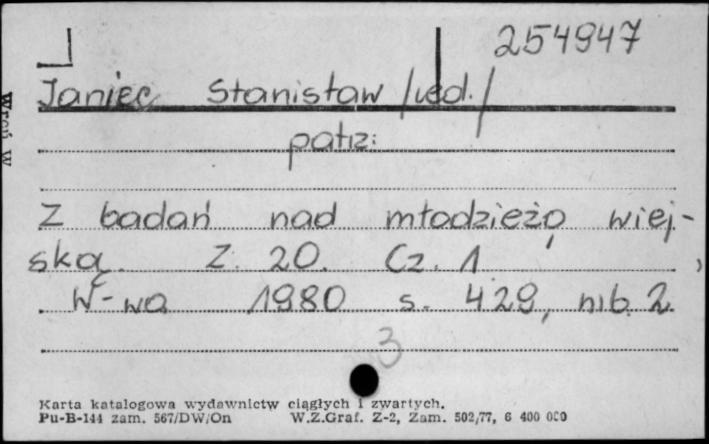 254947
Janiec Stanisław /red./
patrz:
Z badań nad młodzieżą wiej-
ską. Z. 20. Cz. 1
W-wa 1980 s. 429, nlb. 2
3
Karta katalogowa wydawnictw ciągłych i zwartych.
Pu-B-144 zam. 567/DW/On W.Z.Graf. Z-2, Zam. 502/77, 6 400 000